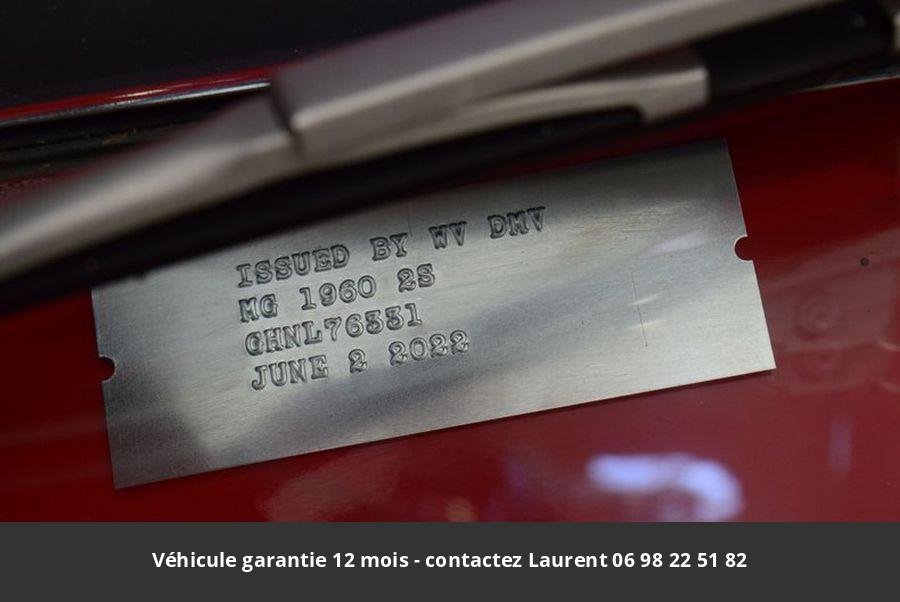 ISSUED BY WV DMV
MG 1960 2S
GHNL76331
JUNE 2 2022
Véhicule garantie 12 mois - contactez Laurent 06 98 22 51 82